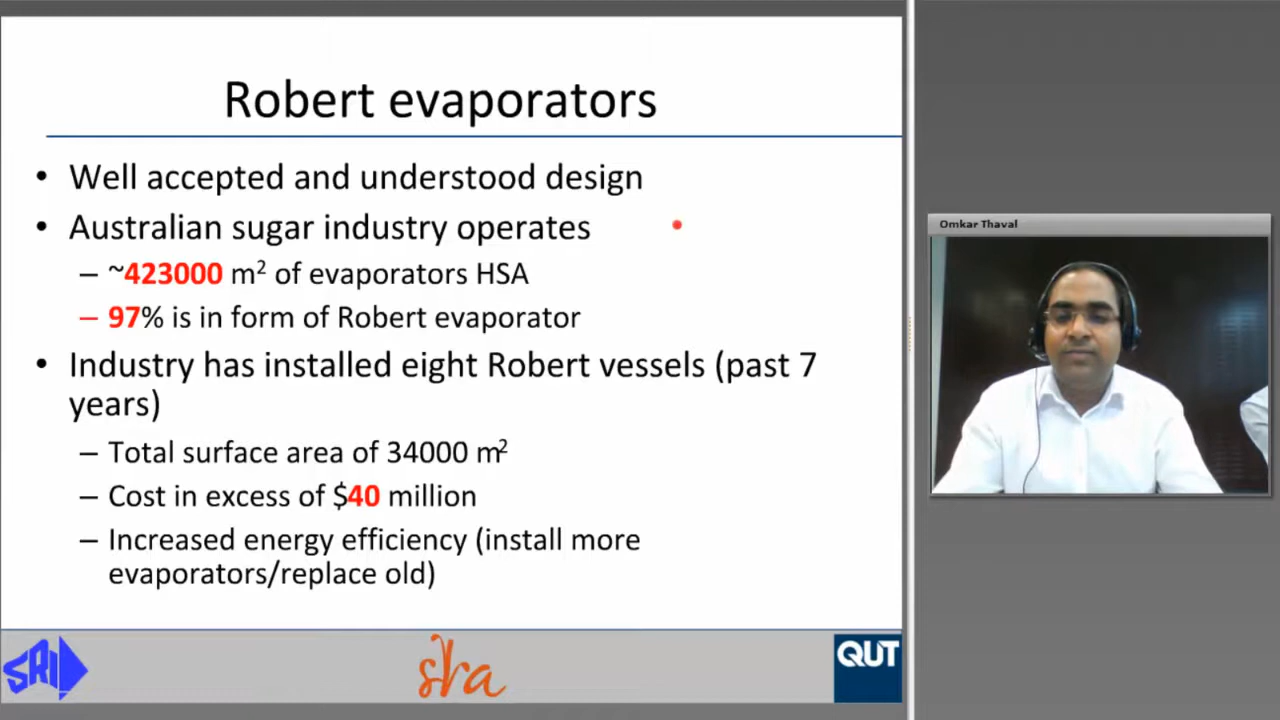 Robert evaporators
• Well accepted and understood design
• Australian sugar industry operates
– ~423000 m² of evaporators HSA
– 97% is in form of Robert evaporator
• Industry has installed eight Robert vessels (past 7
years)
– Total surface area of 34000 m²
– Cost in excess of $40 million
– Increased energy efficiency (install more
evaporators/replace old)
SRI
sra
QUT
Omkar Thaval